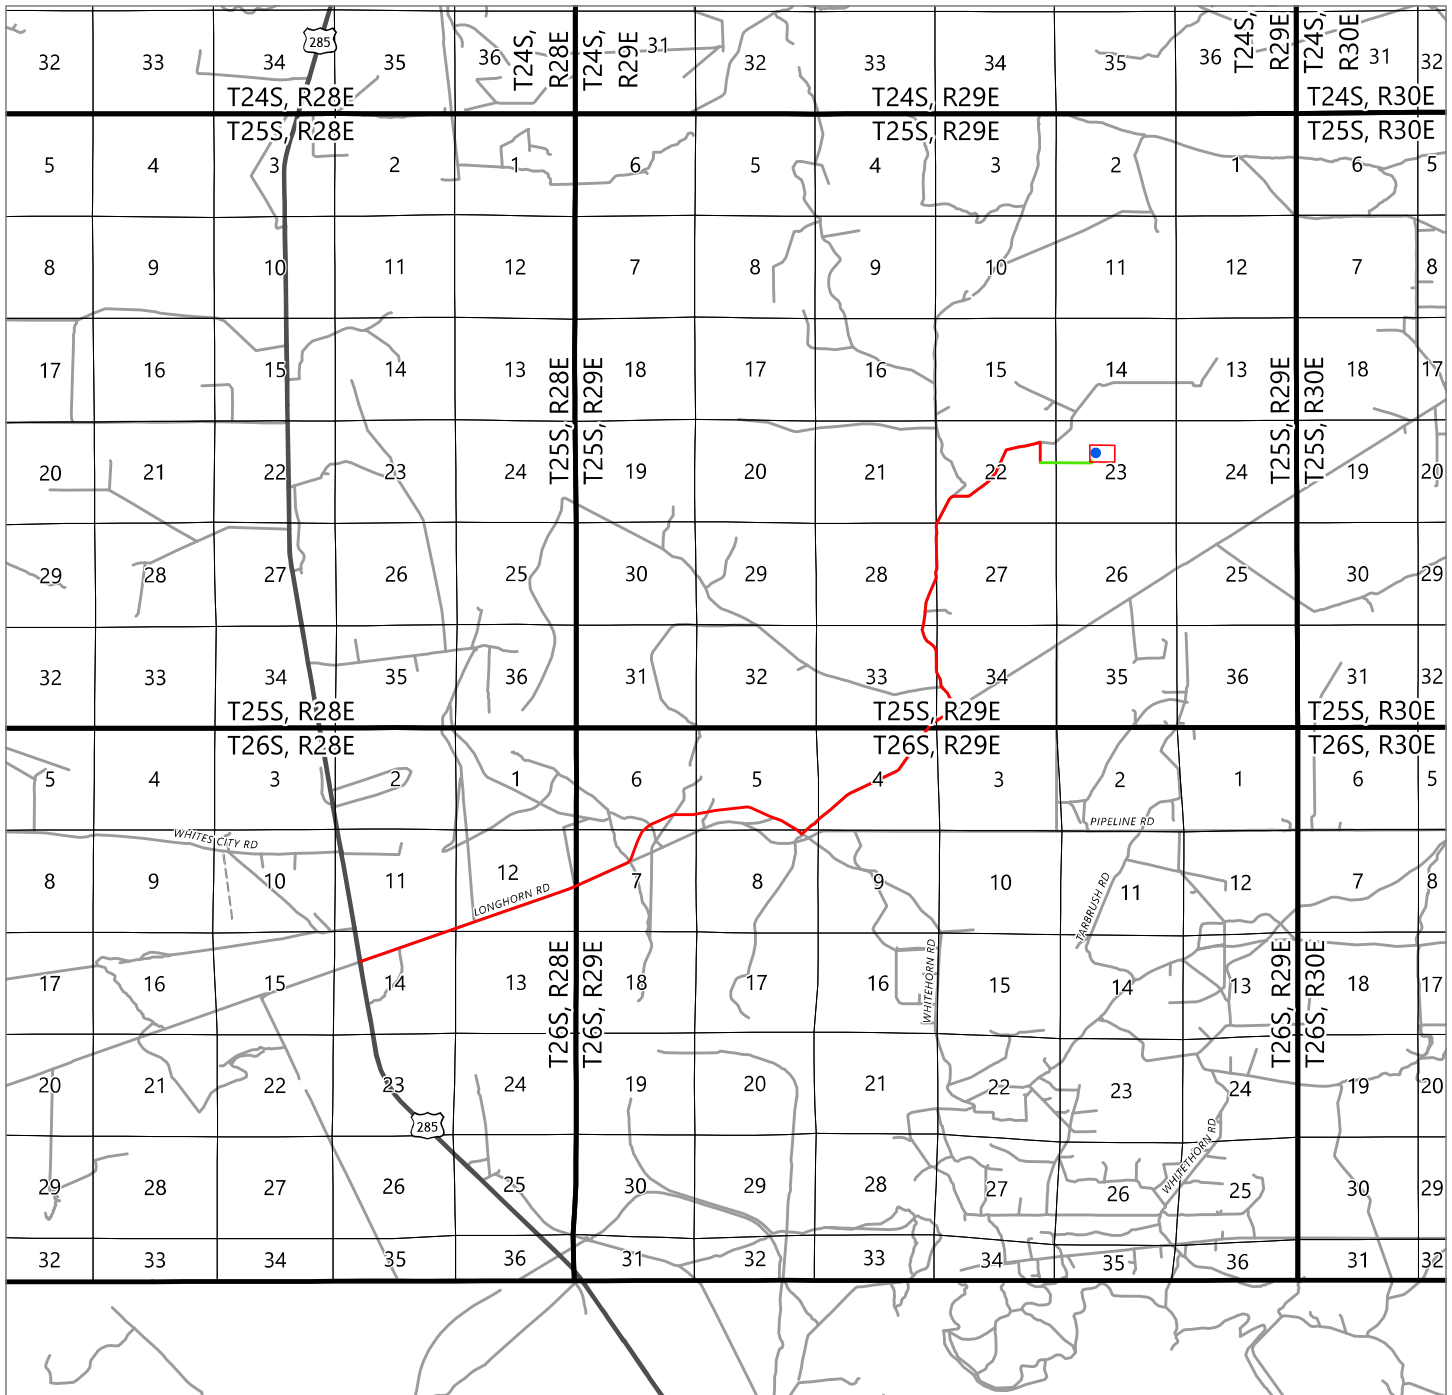 285
32 33 34 35 36 T24S, R28E T24S, R29E 31 32 33 34 35 36 T24S, R29E T24S, R30E 31 32
T24S, R28E T24S, R29E T24S, R30E
T25S, R28E T25S, R29E T25S, R30E
5 4 3 2 1 6 5 4 3 2 1 6 5
8 9 10 11 12 7 8 9 10 11 12 7 8
17 16 15 14 13 18 17 16 15 14 13 18 17
T25S, R28E T25S, R29E T25S, R29E T25S, R30E
20 21 22 23 24 19 20 21 22 23 24 19 20
29 28 27 26 25 30 29 28 27 26 25 30 29
32 33 34 35 36 31 32 33 34 35 36 31 32
T25S, R28E T25S, R29E T25S, R30E
T26S, R28E T26S, R29E T26S, R30E
5 4 3 2 1 6 5 4 3 2 1 6 5
PIPELINE RD
WHITES CITY RD
8 9 10 11 12 7 8 9 10 11 12 7 8
LONGHORN RD
TARBRUSH RD
WHITEHORN RD
17 16 15 14 13 18 17 16 15 14 13 18 17
T26S, R28E T26S, R29E T26S, R29E T26S, R30E
20 21 22 23 24 19 20 21 22 23 24 19 20
285
WHITETHORN RD
29 28 27 26 25 30 29 28 27 26 25 30 29
32 33 34 35 36 31 32 33 34 35 36 31 32